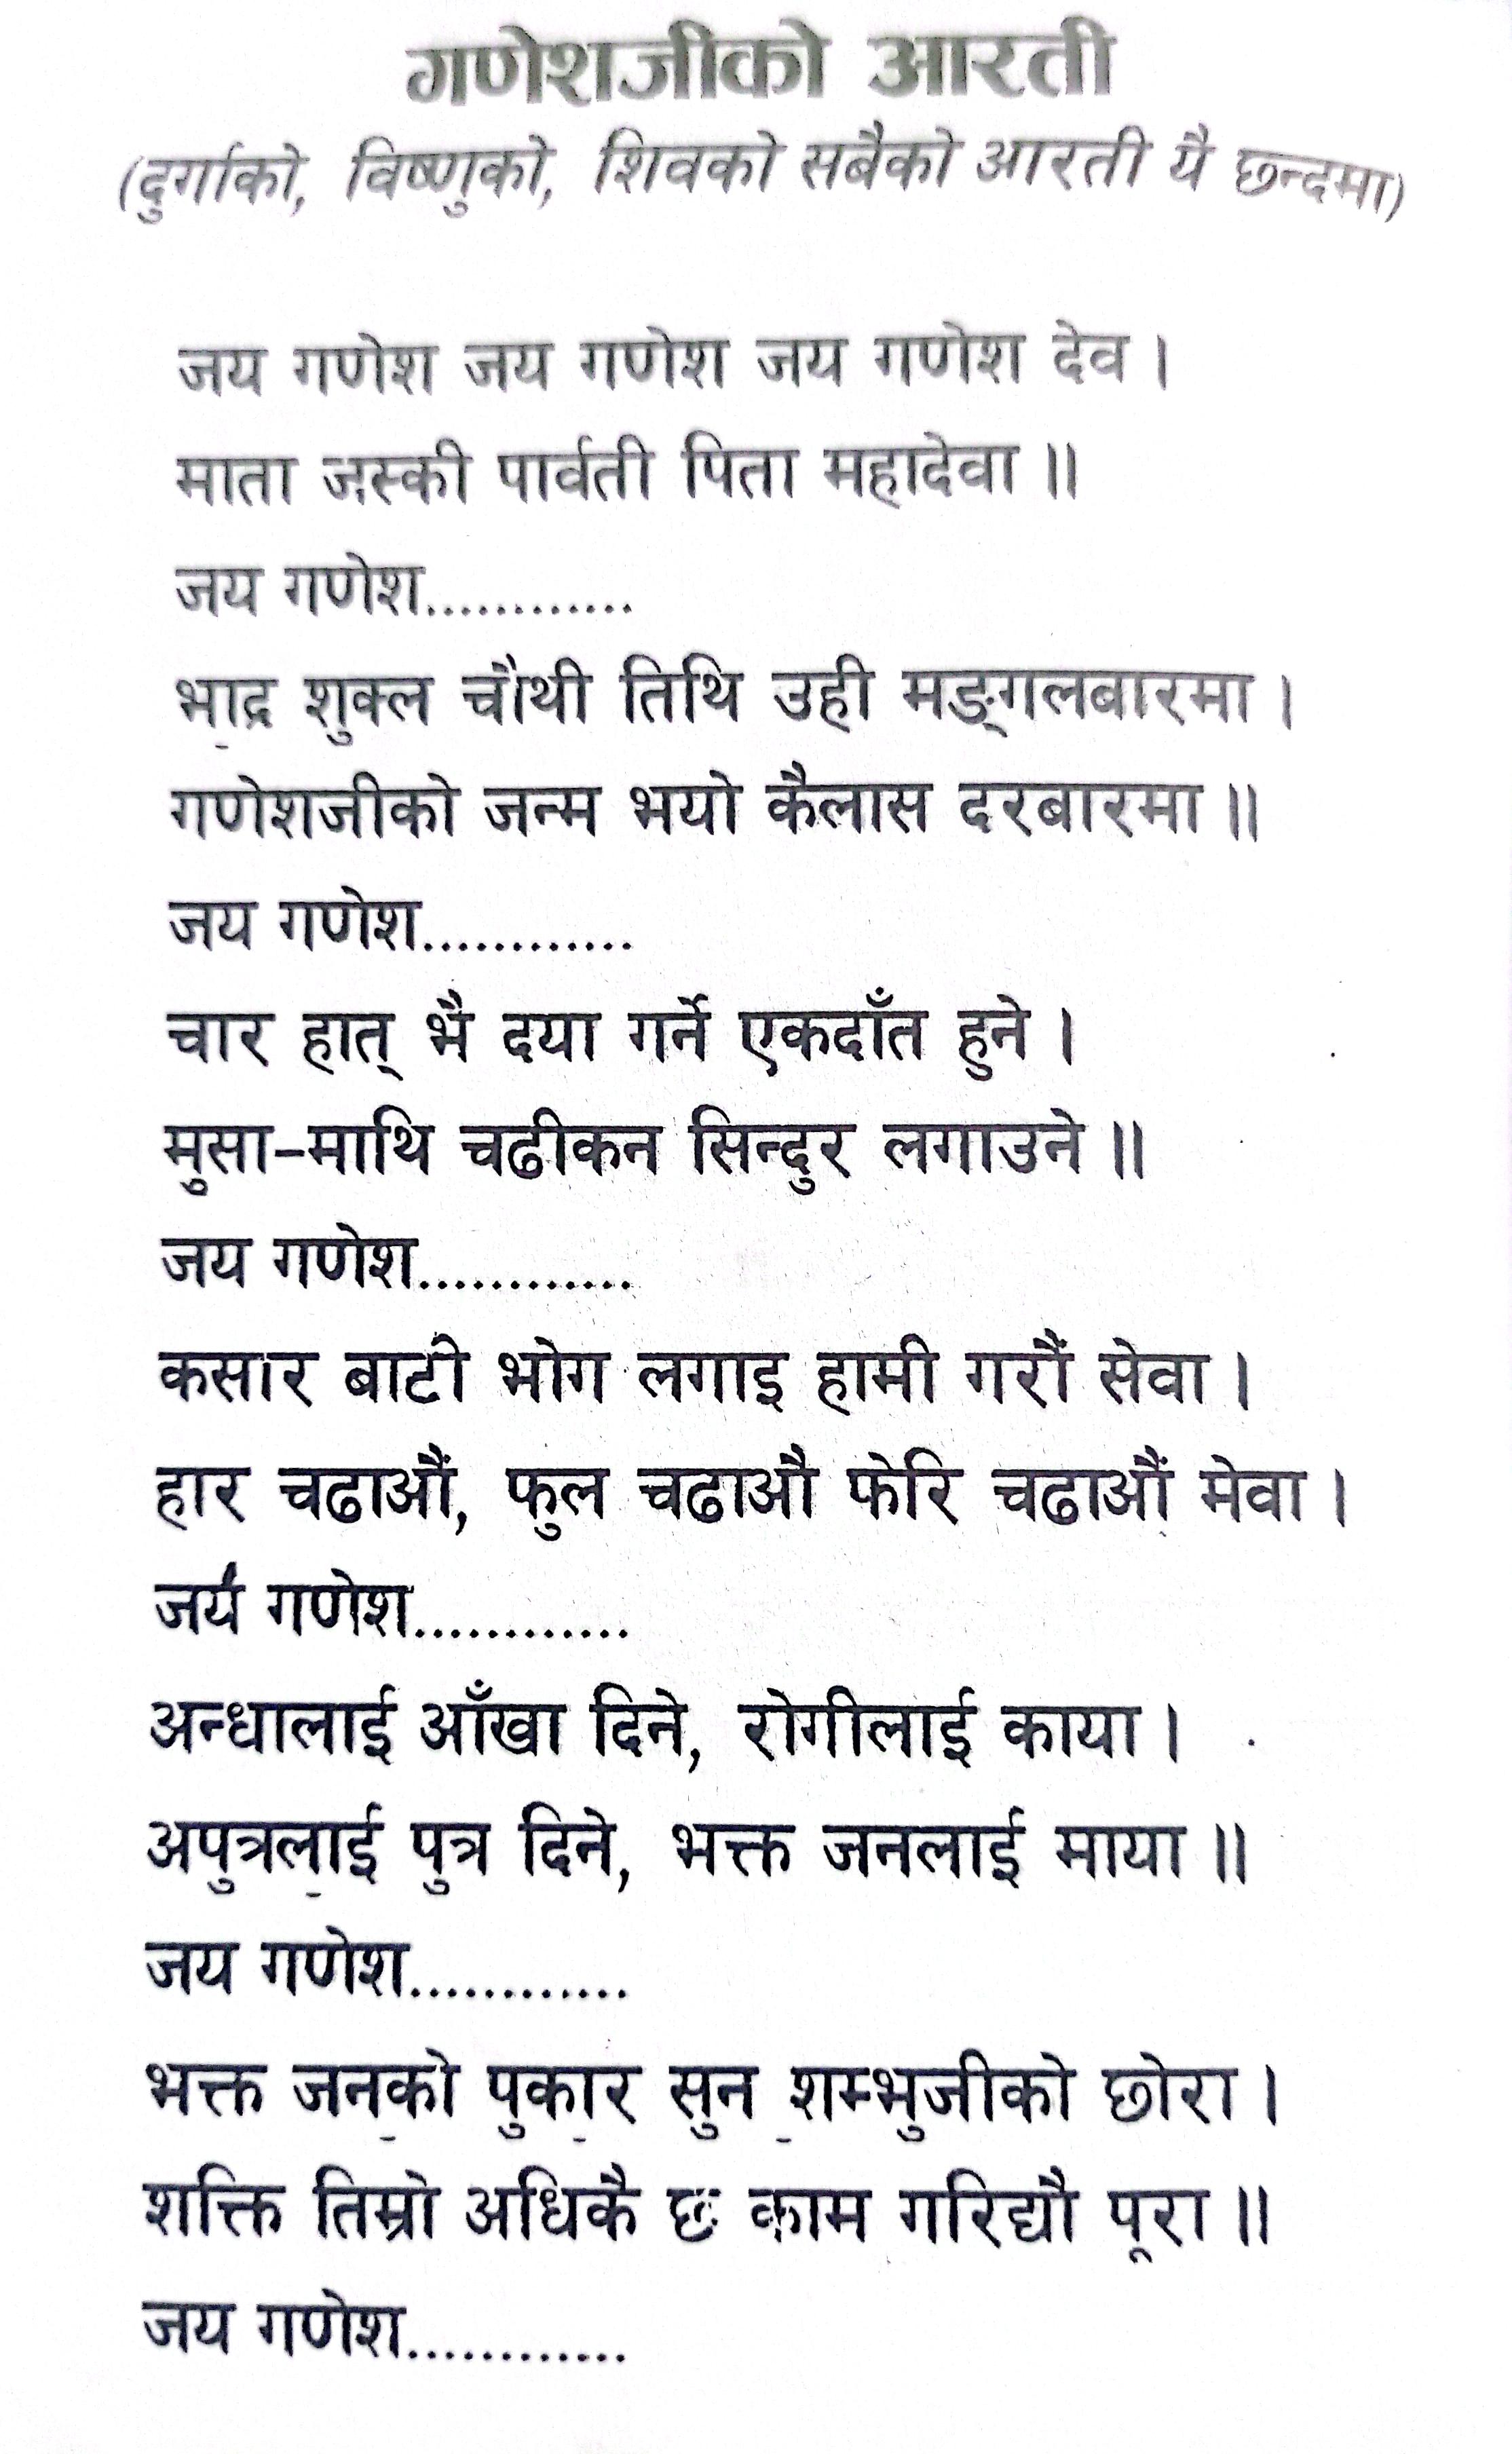 गणेशजीको आरती
(दुर्गाको, विष्णुको, शिवको सबैको आरती यै छन्दमा)
जय गणेश जय गणेश जय गणेश देव ।
माता जस्की पार्वती पिता महादेवा ॥
जय गणेश............
भाद्र शुक्ल चौथी तिथि उही मङ्गलबारमा ।
गणेशजीको जन्म भयो कैलास दरबारमा ॥
जय गणेश............
चार हात् भै दया गर्ने एकदाँत हुने ।
मुसा-माथि चढीकन सिन्दुर लगाउने ॥
जय गणेश............
कसार बाटी भोग लगाइ हामी गरौं सेवा ।
हार चढाऔं, फुल चढाऔ फेरि चढाऔं मेवा ।
जय गणेश............
अन्धालाई आँखा दिने, रोगीलाई काया ।
अपुत्रलाई पुत्र दिने, भक्त जनलाई माया ॥
जय गणेश............
भक्त जनको पुकार सुन शम्भुजीको छोरा ।
शक्ति तिम्रो अधिकै छ काम गरिद्यौ पूरा ॥
जय गणेश............